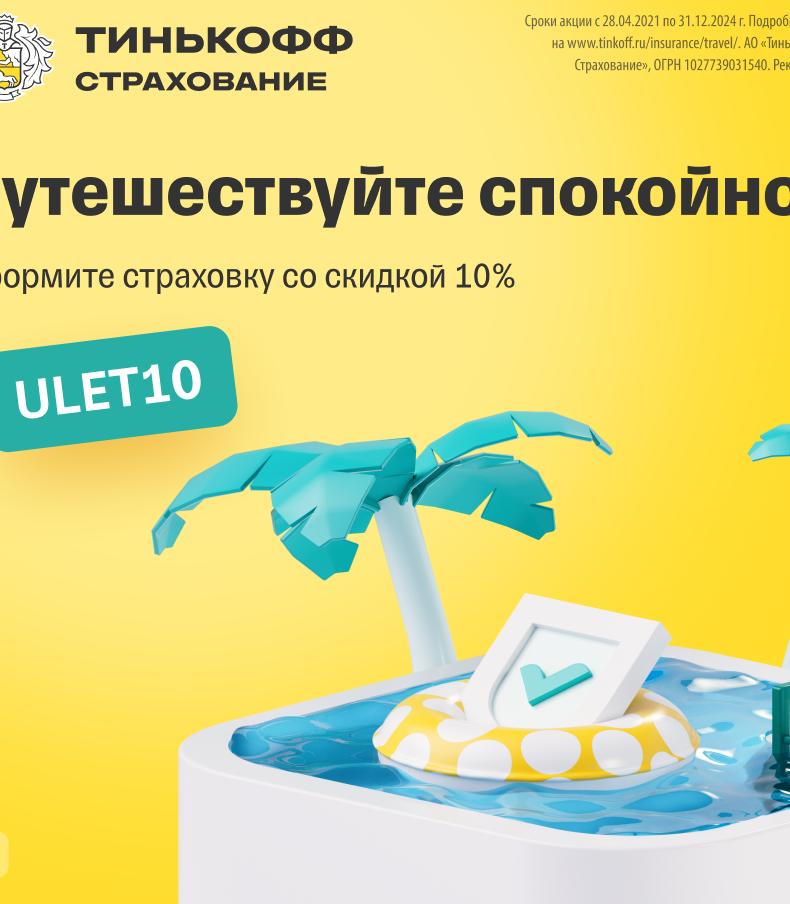 ТИНЬКОФФ
СТРАХОВАНИЕ
Сроки акции с 28.04.2021 по 31.12.2024 г. Подроб
на www.tinkoff.ru/insurance/travel/. АО «Тинь
Страхование», ОГРН 1027739031540. Рек
утешествуйте спокойно
ормите страховку со скидкой 10%
ULET10